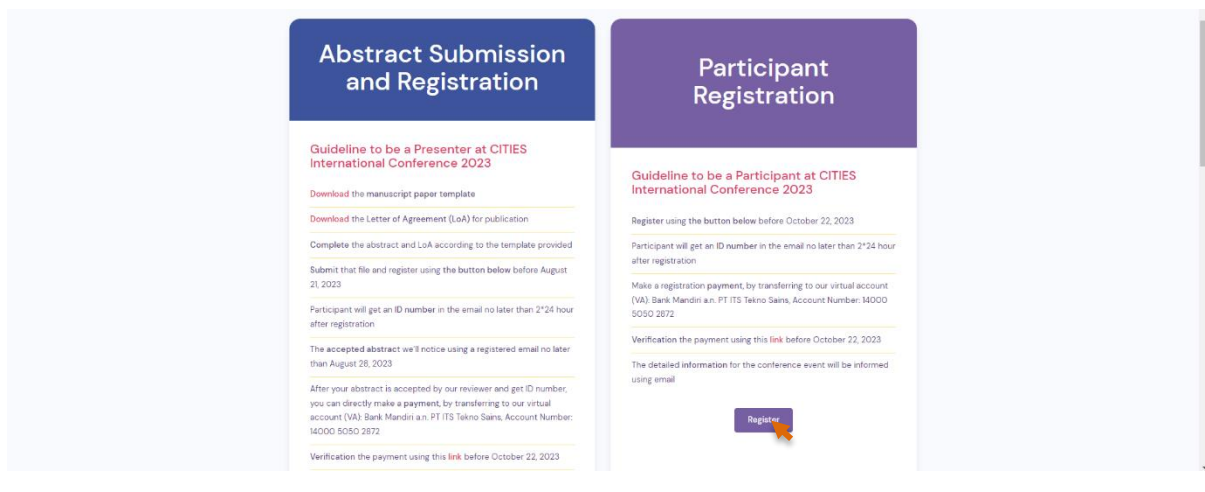 Abstract Submission
and Registration
Guideline to be a Presenter at CITIES
International Conference 2023
Download the manuscript paper template
Download the Letter of Agreement (LoA) for publication
Complete the abstract and LoA according to the template provided
Submit that file and register using the button below before August
21, 2023
Participant will get an ID number in the email no later than 2*24 hour
after registration
The accepted abstract we'll notice using a registered email no later
than August 28, 2023
After your abstract is accepted by our reviewer and get ID number,
you can directly make a payment, by transferring to our virtual
account (VA): Bank Mandiri a.n. PT ITS Tekno Sains, Account Number:
14000 5050 2872
Verification the payment using this link before October 22, 2023
Participant
Registration
Guideline to be a Participant at CITIES
International Conference 2023
Register using the button below before October 22, 2023
Participant will get an ID number in the email no later than 2*24 hour
after registration
Make a registration payment, by transferring to our virtual account
(VA): Bank Mandiri a.n. PT ITS Tekno Sains, Account Number: 14000
5050 2872
Verification the payment using this link before October 22, 2023
The detailed information for the conference event will be informed
using email
Register